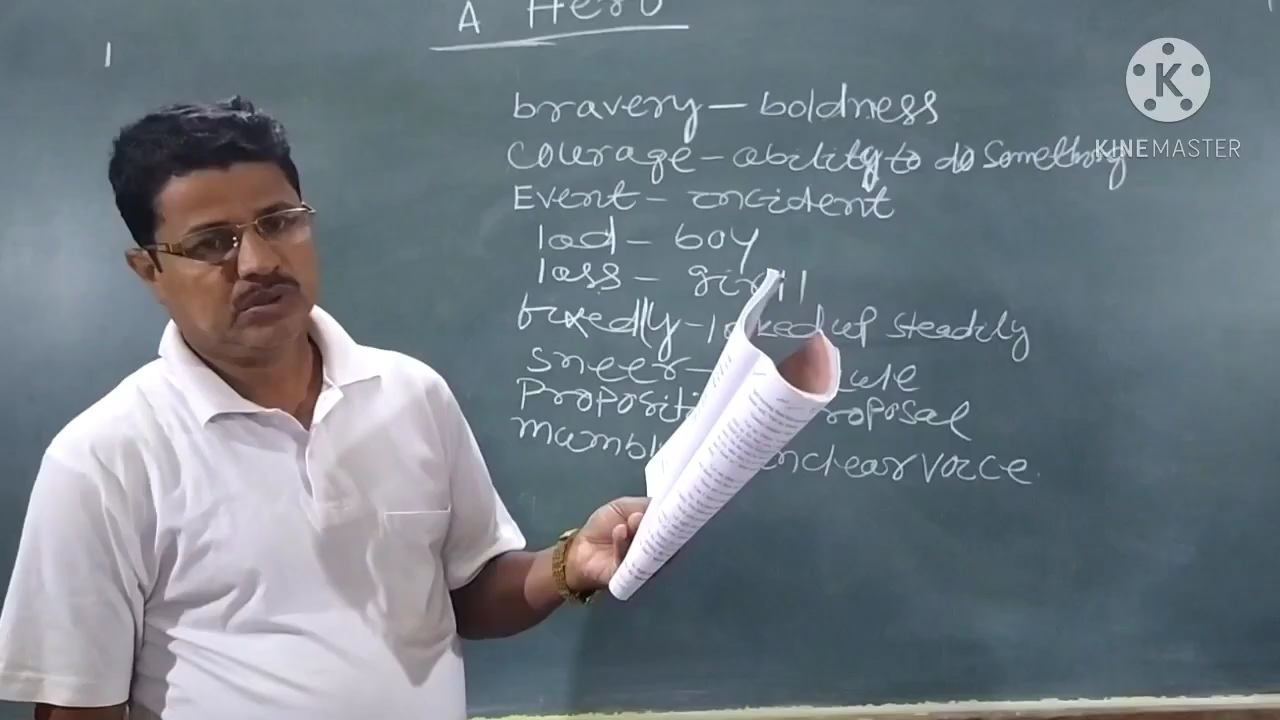 A Hero
bravery – boldness
Courage – ability to do Something
Event – incident
lad – boy
lass – girl
fixedly – looked up steadily
Sneer –
Proposal
unclear voice.
K
KINEMASTER